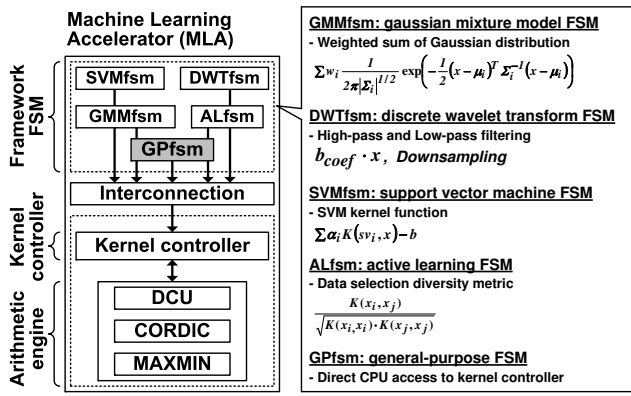 Machine Learning
Accelerator (MLA)
Framework
FSM
SVMfsm
DWTfsm
GMMfsm
ALfsm
GPfsm
Interconnection
Kernel
controller
Kernel controller
Arithmetic
engine
DCU
CORDIC
MAXMIN
GMMfsm: gaussian mixture model FSM
- Weighted sum of Gaussian distribution
∑ w_i 1/(2π|Σ_i|^{1/2}) exp(-1/2 (x-μ_i)^T Σ_i^{-1}(x-μ_i))
DWTfsm: discrete wavelet transform FSM
- High-pass and Low-pass filtering
b_coef · x, Downsampling
SVMfsm: support vector machine FSM
- SVM kernel function
∑α_i K(sv_i, x) – b
ALfsm: active learning FSM
- Data selection diversity metric
K(x_i, x_j)
√K(x_i, x_i)·K(x_j, x_j)
GPfsm: general-purpose FSM
- Direct CPU access to kernel controller